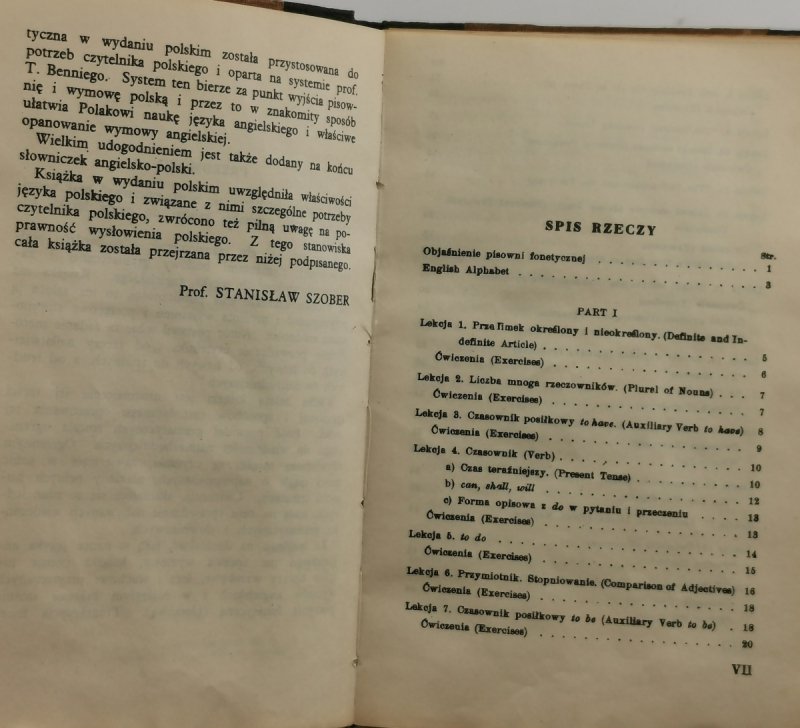 tyczna w wydaniu polskim została przystosowana do
potrzeb czytelnika polskiego i oparta na systemie prof.
T. Benniego. System ten bierze za punkt wyjścia pisow-
nię i wymowę polską i przez to w znakomity sposób
ułatwia Polakowi naukę języka angielskiego i właściwe
opanowanie wymowy angielskiej.
Wielkim udogodnieniem jest także dodany na końcu
słowniczek angielsko-polski.
Książka w wydaniu polskim uwzględniła właściwości
języka polskiego i związane z nimi szczególne potrzeby
czytelnika polskiego, zwrócono też pilną uwagę na po-
prawność wysłowienia polskiego. Z tego stanowiska
cała książka została przejrzana przez niżej podpisanego.
Prof. STANISŁAW SZOBER
SPIS RZECZY
Str.
Objaśnienie pisowni fonetycznej . . . . . . . . . . . . . 1
English Alphabet . . . . . . . . . . . . . . . . . . . 3
PART I
Lekcja 1. Przedimek określony i nieokreślony. (Definite and In-
definite Article) . . . . . . . . . . . . . . . . . 5
Ćwiczenia (Exercises) . . . . . . . . . . . . . . . . 6
Lekcja 2. Liczba mnoga rzeczowników. (Plurel of Nouns) . . . 7
Ćwiczenia (Exercises) . . . . . . . . . . . . . . . . 7
Lekcja 3. Czasownik posiłkowy to have. (Auxiliary Verb to have) 8
Ćwiczenia (Exercises) . . . . . . . . . . . . . . . . 9
Lekcja 4. Czasownik (Verb) . . . . . . . . . . . . . . . 10
a) Czas teraźniejszy. (Present Tense) . . . . . . . . . 10
b) can, shall, will . . . . . . . . . . . . . . . . 12
c) Forma opisowa z do w pytaniu i przeczeniu . . . . 13
Ćwiczenia (Exercises) . . . . . . . . . . . . . . . . 13
Lekcja 5. to do . . . . . . . . . . . . . . . . . . . 14
Ćwiczenia (Exercises) . . . . . . . . . . . . . . . . 15
Lekcja 6. Przymiotnik. Stopniowanie. (Comparison of Adjectives) 16
Ćwiczenia (Exercises) . . . . . . . . . . . . . . . . 18
Lekcja 7. Czasownik posiłkowy to be (Auxiliary Verb to be) . 18
Ćwiczenia (Exercises) . . . . . . . . . . . . . . . . 20
VII